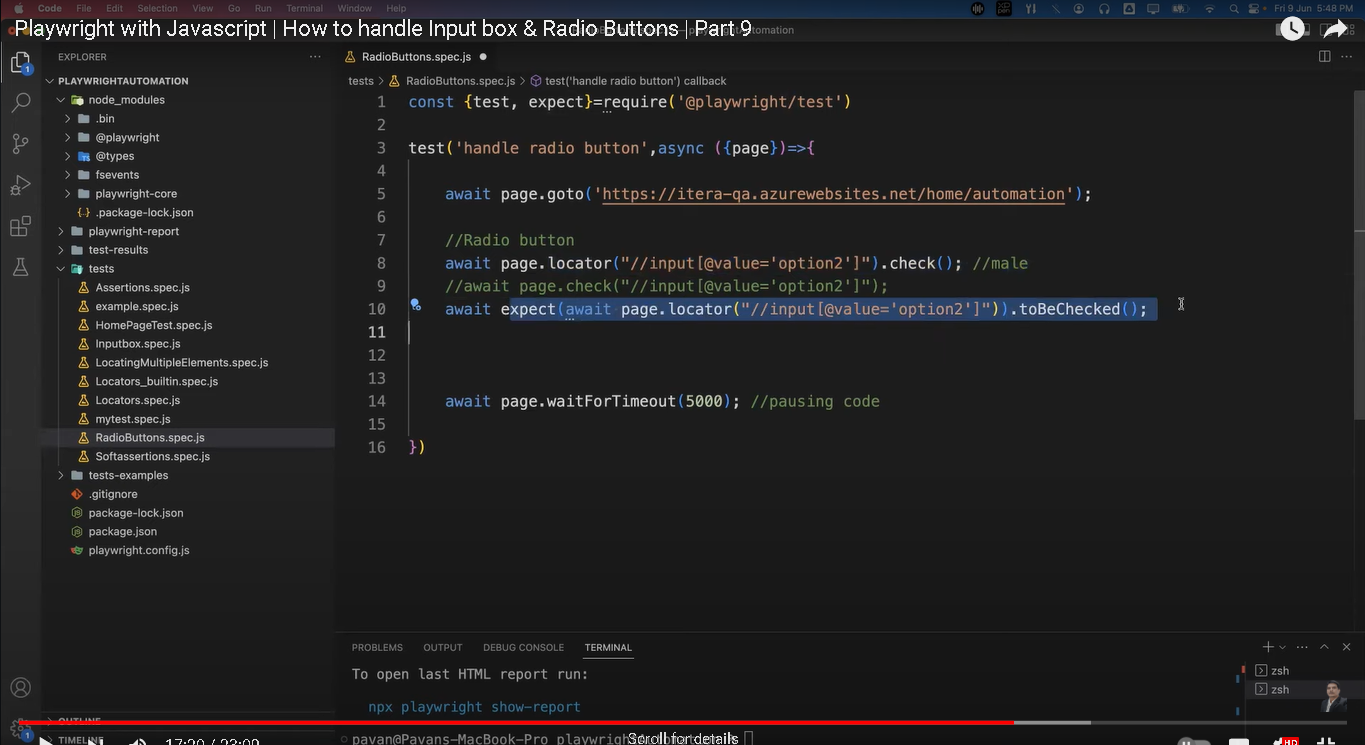 Code File Edit Selection View Go Run Terminal Window Help Fri 9 Jun 5:48 PM
Playwright with Javascript | How to handle Input box & Radio Buttons | Part 9
EXPLORER
PLAYWRIGHTAUTOMATION
node_modules
.bin
@playwright
@types
fsevents
playwright-core
.package-lock.json
playwright-report
test-results
tests
Assertions.spec.js
example.spec.js
HomePageTest.spec.js
Inputbox.spec.js
LocatingMultipleElements.spec.js
Locators_builtin.spec.js
Locators.spec.js
mytest.spec.js
RadioButtons.spec.js
Softassertions.spec.js
tests-examples
.gitignore
package-lock.json
package.json
playwright.config.js
OUTLINE
TIMELINE
RadioButtons.spec.js
tests > RadioButtons.spec.js > test('handle radio button') callback
1 const {test, expect}=require('@playwright/test')
2
3 test('handle radio button',async ({page})=>{
4
5 await page.goto('https://itera-qa.azurewebsites.net/home/automation');
6
7 //Radio button
8 await page.locator("//input[@value='option2']").check(); //male
9 //await page.check("//input[@value='option2']");
10 await expect(await page.locator("//input[@value='option2']")).toBeChecked();
11
12
13
14 await page.waitForTimeout(5000); //pausing code
15
16 })
PROBLEMS OUTPUT DEBUG CONSOLE TERMINAL
To open last HTML report run:
npx playwright show-report
pavan@Pavans-MacBook-Pro
zsh
zsh
17:20 / 23:09
Scroll for details
HD